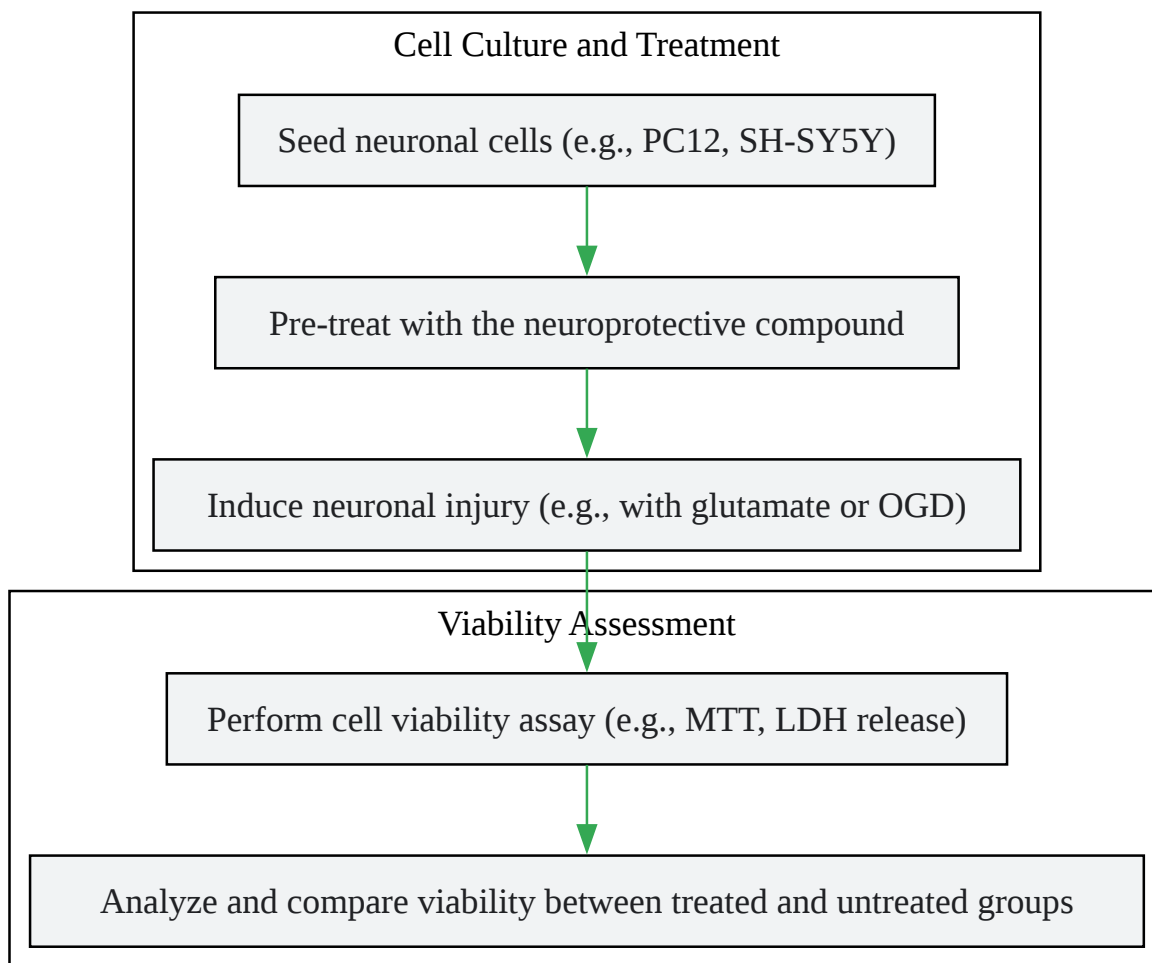 Cell Culture and Treatment
Seed neuronal cells (e.g., PC12, SH-SY5Y)
Pre-treat with the neuroprotective compound
Induce neuronal injury (e.g., with glutamate or OGD)
Viability Assessment
Perform cell viability assay (e.g., MTT, LDH release)
Analyze and compare viability between treated and untreated groups